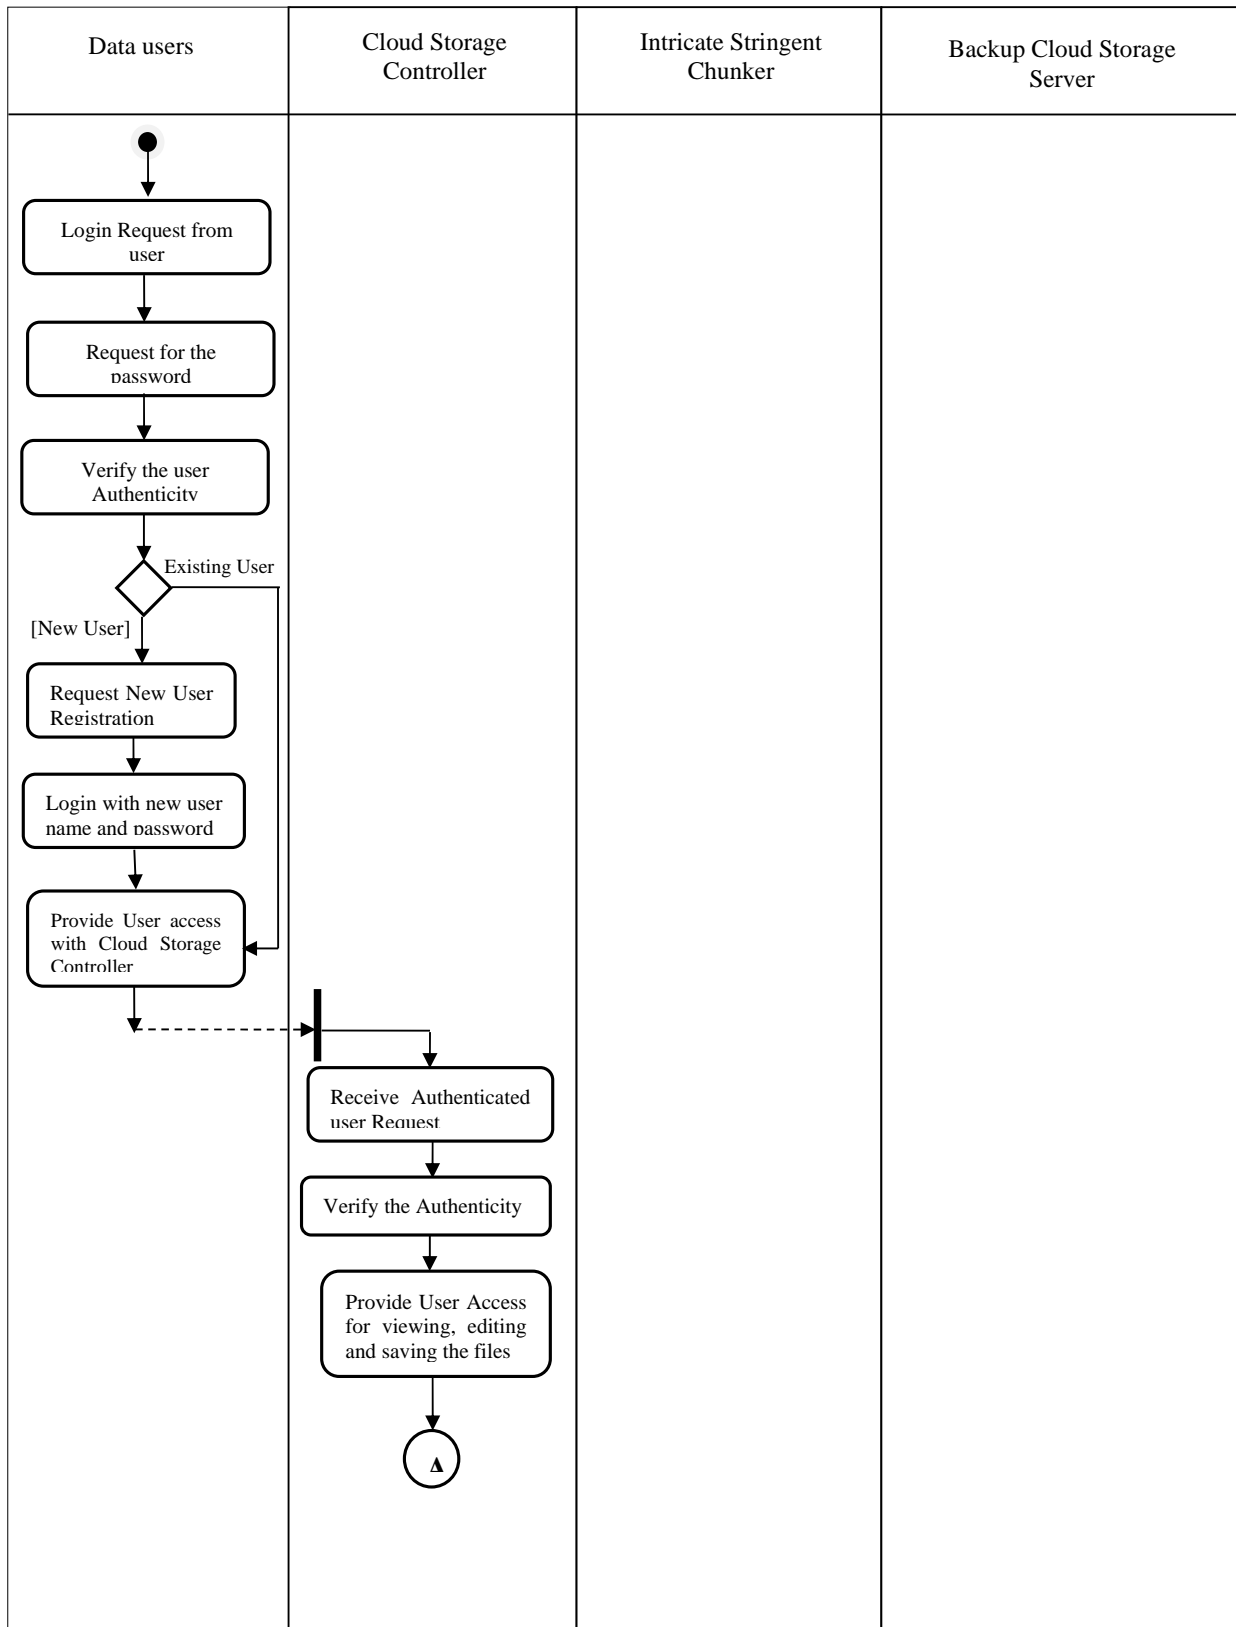 Data users
Cloud Storage
Controller
Intricate Stringent
Chunker
Backup Cloud Storage
Server
Login Request from
user
Request for the
password
Verify the user
Authenticity
Existing User
[New User]
Request New User
Registration
Login with new user
name and password
Provide User access
with Cloud Storage
Controller
Receive Authenticated
user Request
Verify the Authenticity
Provide User Access
for viewing, editing
and saving the files
A